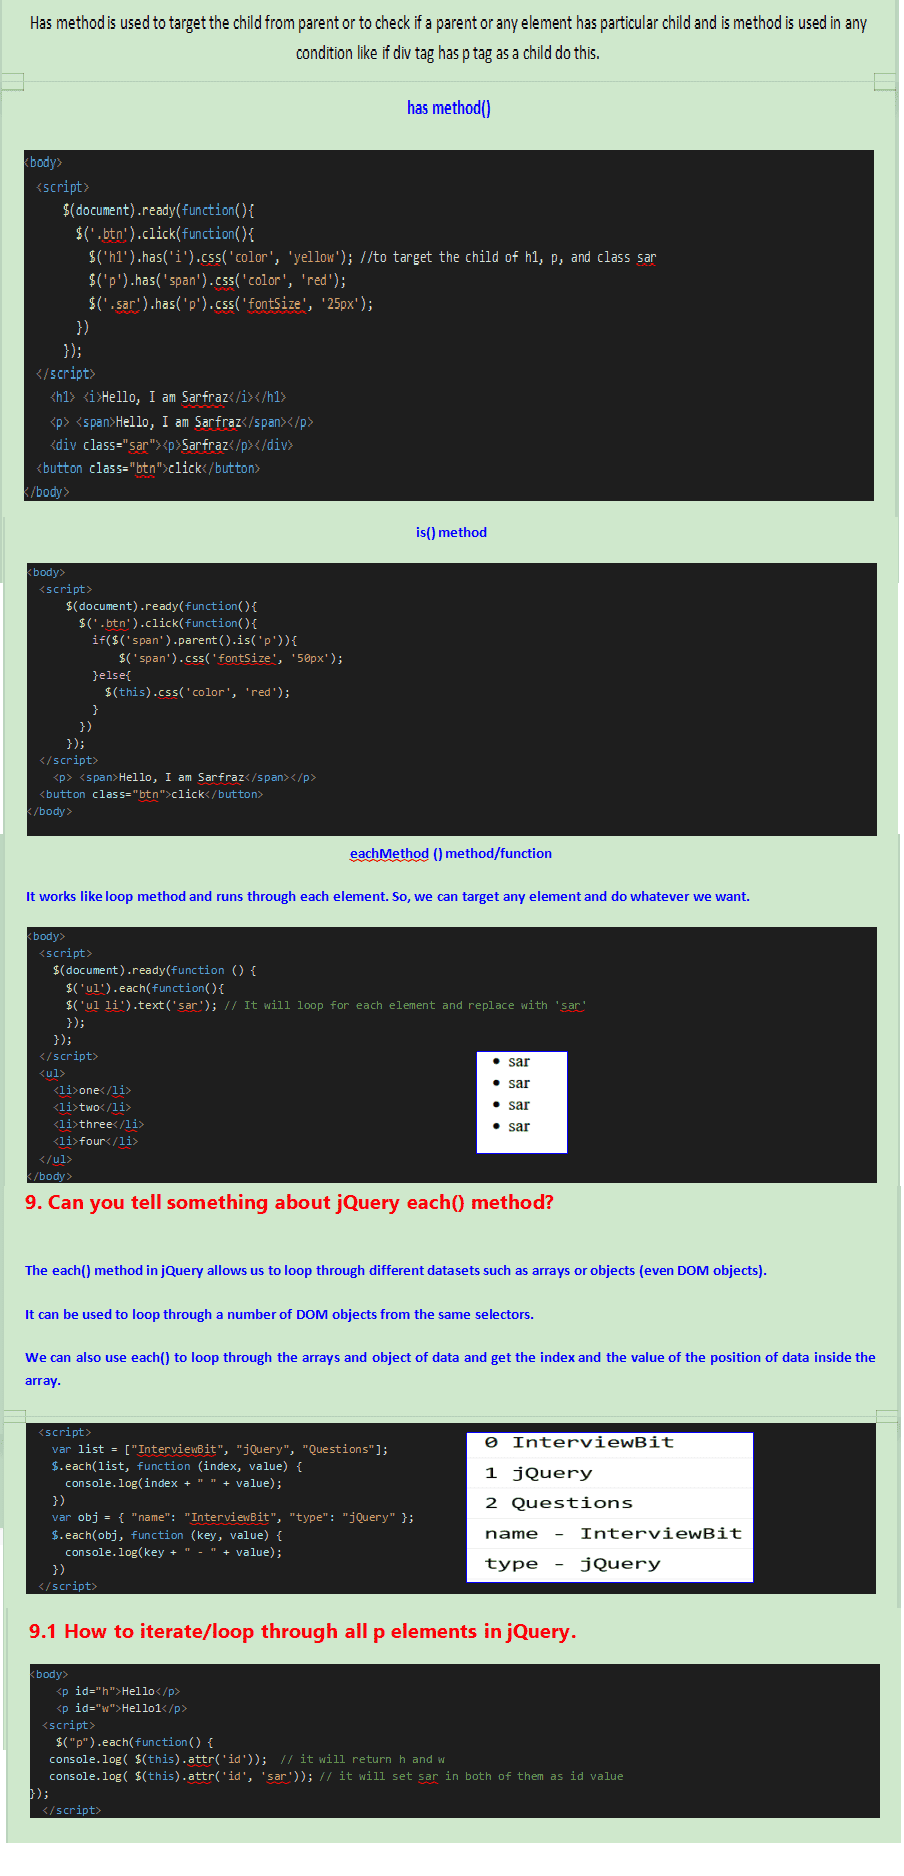 Has method is used to target the child from parent or to check if a parent or any element has particular child and is method is used in any
condition like if div tag has p tag as a child do this.
has method()
<body>
<script>
$(document).ready(function(){
$('.btn').click(function(){
$('h1').has('i').css('color', 'yellow'); //to target the child of h1, p, and class sar
$('p').has('span').css('color', 'red');
$('.sar').has('p').css('fontSize', '25px');
})
});
</script>
<h1> <i>Hello, I am Sarfraz</i></h1>
<p> <span>Hello, I am Sarfraz</span></p>
<div class="sar"><p>Sarfraz</p></div>
<button class="btn">click</button>
</body>
is() method
<body>
<script>
$(document).ready(function(){
$('.btn').click(function(){
if($('span').parent().is('p')){
$('span').css('fontSize', '50px');
}else{
$(this).css('color', 'red');
}
})
});
</script>
<p> <span>Hello, I am Sarfraz</span></p>
<button class="btn">click</button>
</body>
eachMethod () method/function
It works like loop method and runs through each element. So, we can target any element and do whatever we want.
<body>
<script>
$(document).ready(function () {
$('ul').each(function(){
$('ul li').text('sar'); // It will loop for each element and replace with 'sar'
});
});
</script>
<ul>
<li>one</li>
<li>two</li>
<li>three</li>
<li>four</li>
</ul>
</body>
• sar
• sar
• sar
• sar
9. Can you tell something about jQuery each() method?
The each() method in jQuery allows us to loop through different datasets such as arrays or objects (even DOM objects).
It can be used to loop through a number of DOM objects from the same selectors.
We can also use each() to loop through the arrays and object of data and get the index and the value of the position of data inside the
array.
<script>
var list = ["InterviewBit", "jQuery", "Questions"];
$.each(list, function (index, value) {
console.log(index + " " + value);
})
var obj = { "name": "InterviewBit", "type": "jQuery" };
$.each(obj, function (key, value) {
console.log(key + " - " + value);
})
</script>
0 InterviewBit
1 jQuery
2 Questions
name - InterviewBit
type - jQuery
9.1 How to iterate/loop through all p elements in jQuery.
<body>
<p id="h">Hello</p>
<p id="w">Hello1</p>
<script>
$("p").each(function() {
console.log( $(this).attr('id')); // it will return h and w
console.log( $(this).attr('id', 'sar')); // it will set sar in both of them as id value
});
</script>